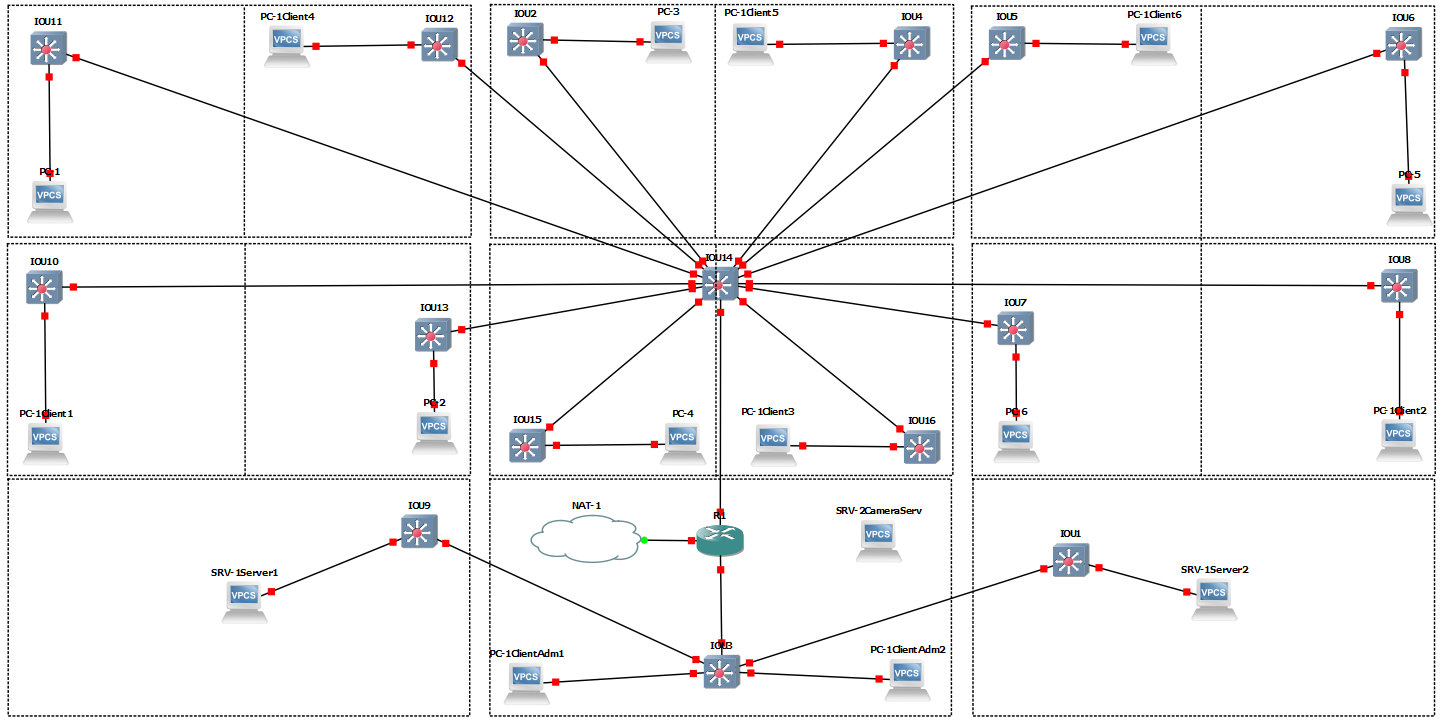 IOU11
PC-1Client4
IOU12
IOU2
PC-3
PC-1Client5
IOU4
IOU5
PC-1Client6
IOU6
VPCS
VPCS
VPCS
VPCS
PC-1
VPCS
PC-5
VPCS
IOU10
IOU14
IOU8
IOU13
IOU7
PC-1Client1
VPCS
PC-2
VPCS
IOU15
PC-4
VPCS
PC-1Client3
VPCS
IOU16
PC-6
VPCS
PC-1Client2
VPCS
IOU9
NAT-1
R1
SRV-2CameraServ
VPCS
IOU1
SRV-1Server1
VPCS
SRV-1Server2
VPCS
PC-1ClientAdm1
VPCS
IOU3
PC-1ClientAdm2
VPCS